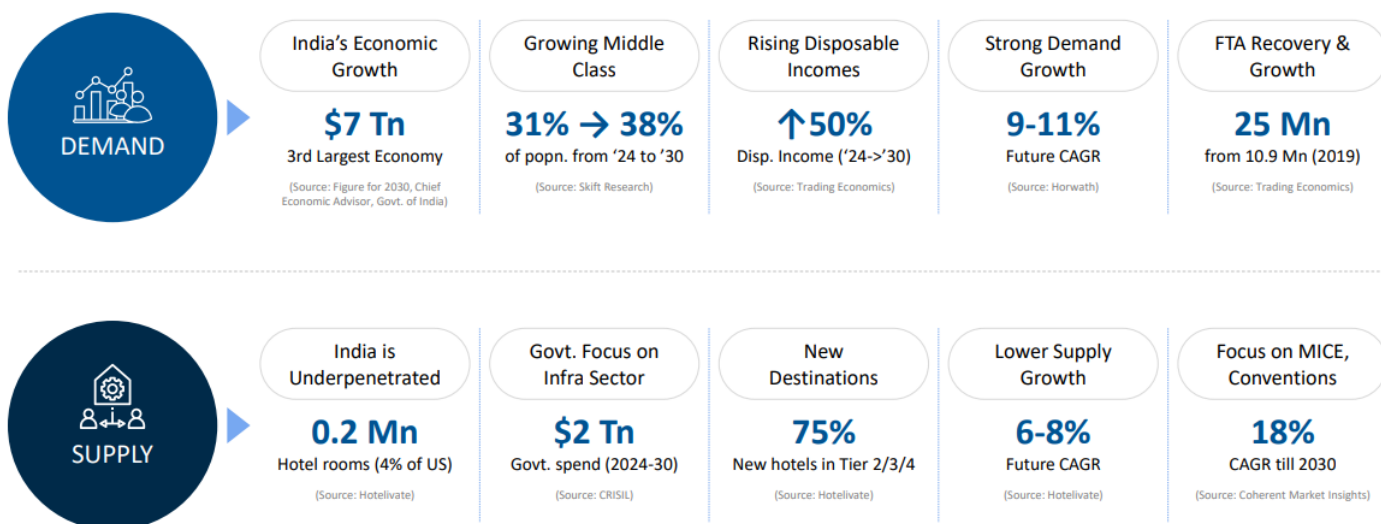 DEMAND
India's Economic
Growth
$7 Tn
3rd Largest Economy
(Source: Figure for 2030, Chief
Economic Advisor, Govt. of India)
Growing Middle
Class
31% → 38%
of popn. from '24 to '30
(Source: Skift Research)
Rising Disposable
Incomes
↑50%
Disp. Income ('24->'30)
(Source: Trading Economics)
Strong Demand
Growth
9-11%
Future CAGR
(Source: Horwath)
FTA Recovery &
Growth
25 Mn
from 10.9 Mn (2019)
(Source: Trading Economics)
SUPPLY
India is
Underpenetrated
0.2 Mn
Hotel rooms (4% of US)
(Source: Hotelivate)
Govt. Focus on
Infra Sector
$2 Tn
Govt. spend (2024-30)
(Source: CRISIL)
New
Destinations
75%
New hotels in Tier 2/3/4
(Source: Hotelivate)
Lower Supply
Growth
6-8%
Future CAGR
(Source: Hotelivate)
Focus on MICE,
Conventions
18%
CAGR till 2030
(Source: Coherent Market Insights)